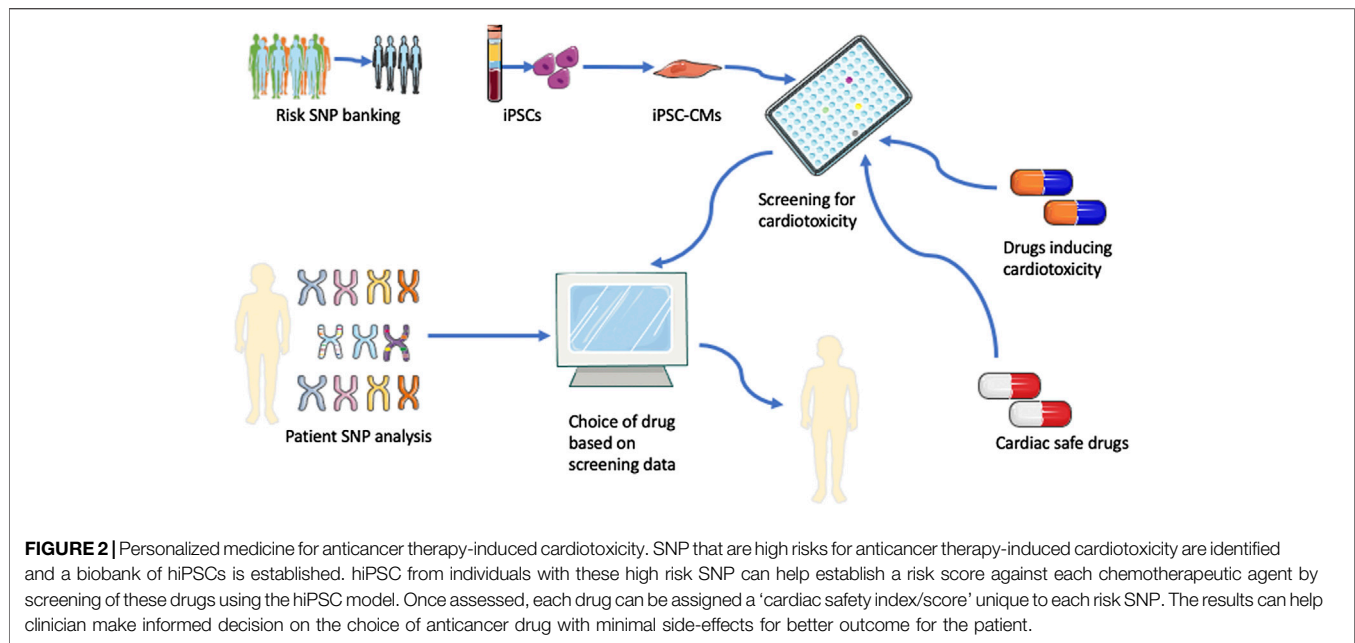 Risk SNP banking
iPSCs
iPSC-CMs
Screening for
cardiotoxicity
Drugs inducing
cardiotoxicity
Patient SNP analysis
Choice of drug
based on
screening data
Cardiac safe drugs
FIGURE 2 | Personalized medicine for anticancer therapy-induced cardiotoxicity. SNP that are high risks for anticancer therapy-induced cardiotoxicity are identified
and a biobank of hiPSCs is established. hiPSC from individuals with these high risk SNP can help establish a risk score against each chemotherapeutic agent by
screening of these drugs using the hiPSC model. Once assessed, each drug can be assigned a ‘cardiac safety index/score’ unique to each risk SNP. The results can help
clinician make informed decision on the choice of anticancer drug with minimal side-effects for better outcome for the patient.